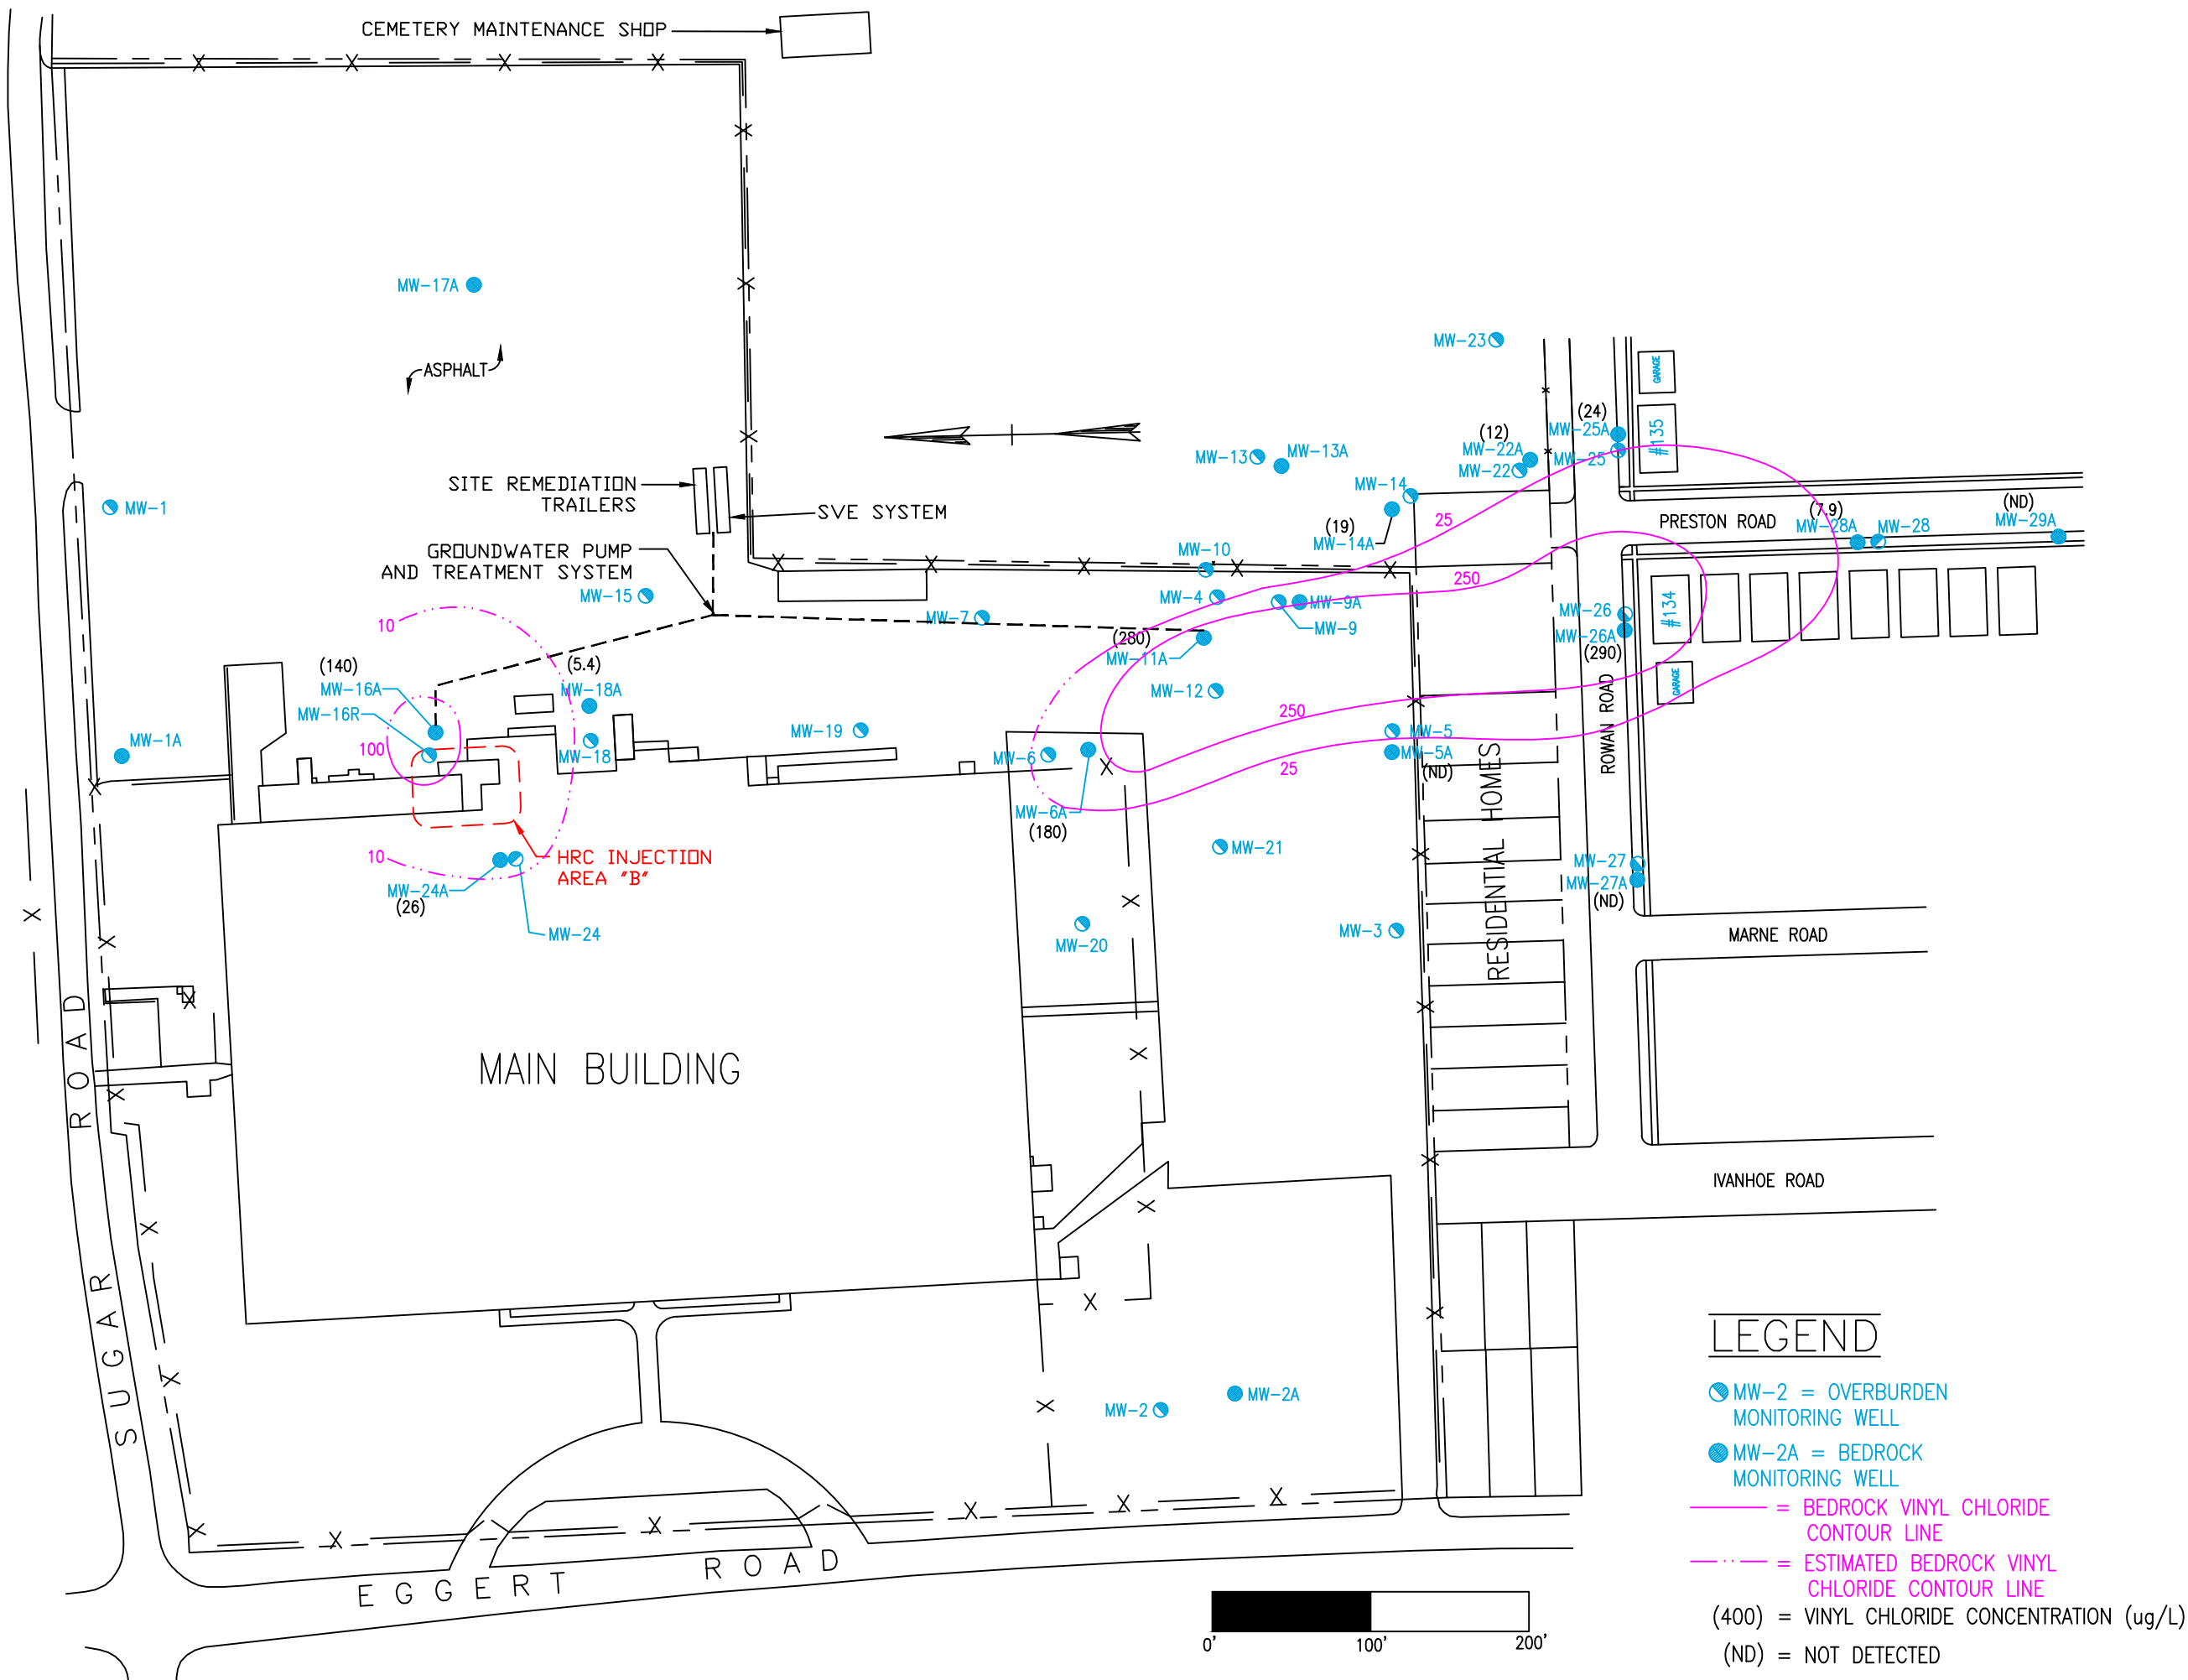 CEMETERY MAINTENANCE SHOP
MW-17A
ASPHALT
MW-23
GARAGE
(24)
MW-25A
#135
(12)
MW-22A
MW-25
MW-13
MW-13A
MW-22
SITE REMEDIATION
TRAILERS
MW-14
MW-1
SVE SYSTEM
25
(19)
MW-14A
PRESTON ROAD
(7.9)
MW-28A
MW-28
(ND)
MW-29A
GROUNDWATER PUMP
AND TREATMENT SYSTEM
MW-10
250
MW-15
MW-4
MW-9A
MW-9
MW-26
#134
MW-26A
(290)
10
MW-7
(280)
MW-11A
(140)
MW-16A
(5.4)
MW-18A
MW-12
GARAGE
MW-16R
250
ROWAN ROAD
MW-1A
100
MW-18
MW-19
MW-6
MW-5
MW-5A
(ND)
25
MW-6A
(180)
RESIDENTIAL HOMES
10
HRC INJECTION
AREA "B"
MW-24A
(26)
MW-24
MW-21
MW-27
MW-27A
(ND)
MW-20
MW-3
MARNE ROAD
MAIN BUILDING
SUGAR ROAD
IVANHOE ROAD
MW-2
MW-2A
EGGERT ROAD
LEGEND
MW-2 = OVERBURDEN
MONITORING WELL
MW-2A = BEDROCK
MONITORING WELL
= BEDROCK VINYL CHLORIDE
CONTOUR LINE
= ESTIMATED BEDROCK VINYL
CHLORIDE CONTOUR LINE
(400) = VINYL CHLORIDE CONCENTRATION (ug/L)
(ND) = NOT DETECTED
0' 100' 200'